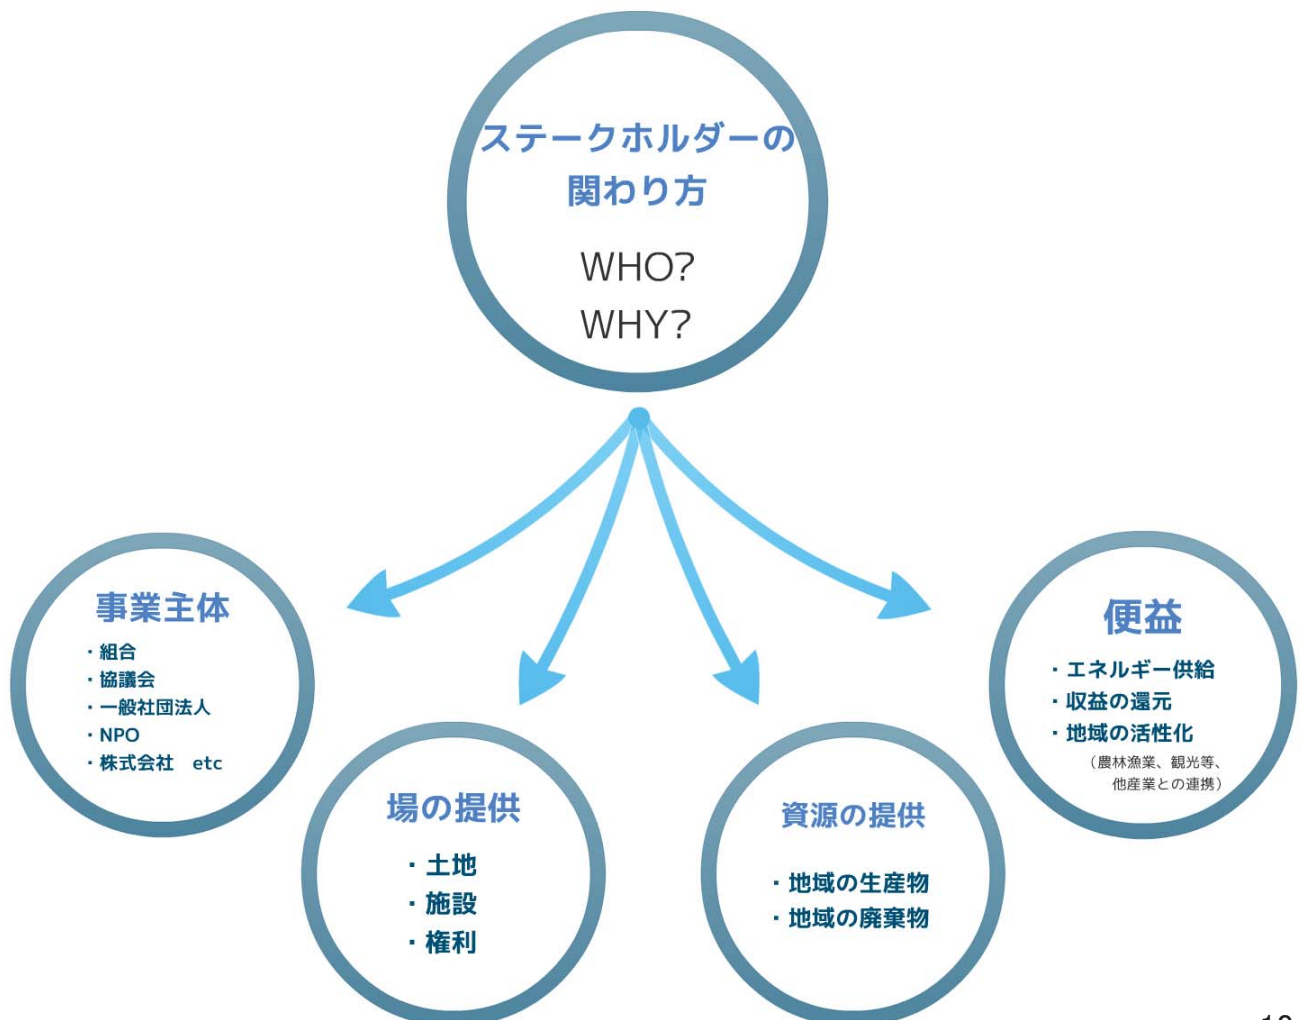 ステークホルダーの
関わり方
WHO?
WHY?
事業主体
・組合
・協議会
・一般社団法人
・NPO
・株式会社　etc
場の提供
・土地
・施設
・権利
資源の提供
・地域の生産物
・地域の廃棄物
便益
・エネルギー供給
・収益の還元
・地域の活性化
（農林漁業、観光等、
他産業との連携）